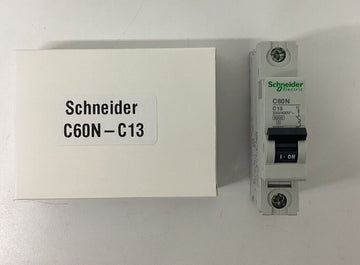 Schneider
C60N-C13
Schneider
Electric
C60N
C13
I·ON